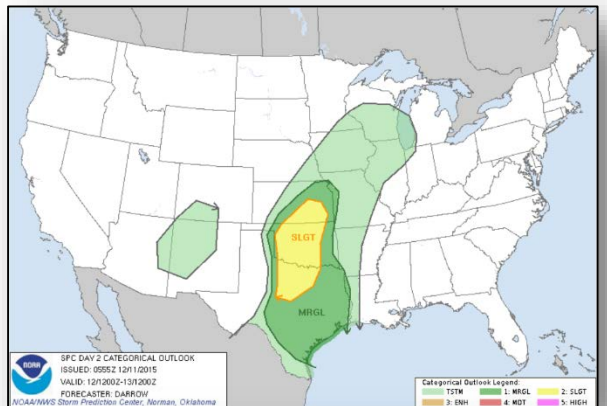 SLGT
MRGL
NOAA
SPC DAY 2 CATEGORICAL OUTLOOK
ISSUED: 0555Z 12/11/2015
VALID: 12/1200Z-13/1200Z
FORECASTER: DARROW
NOAA/NWS Storm Prediction Center, Norman, Oklahoma
Categorical Outlook Legend:
TSTM 1: MRGL 2: SLGT
3: ENH 4: MDT 5: HIGH